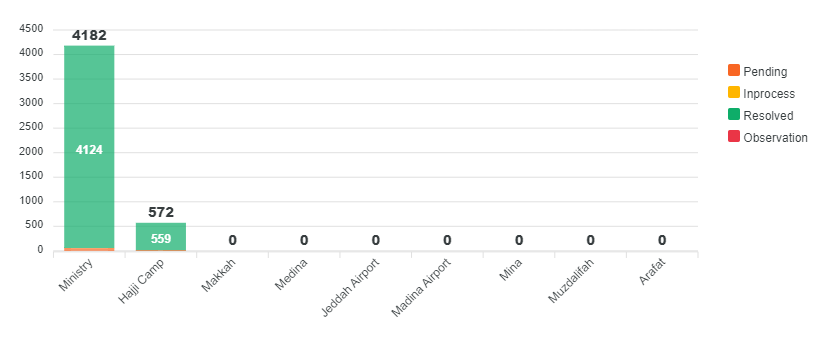 4500
4000
3500
3000
2500
2000
1500
1000
500
0
4182
4124
572
559
0
0
0
0
0
0
0
Ministry
Hajji Camp
Makkah
Medina
Jeddah Airport
Madina Airport
Mina
Muzdalifah
Arafat
Pending
Inprocess
Resolved
Observation